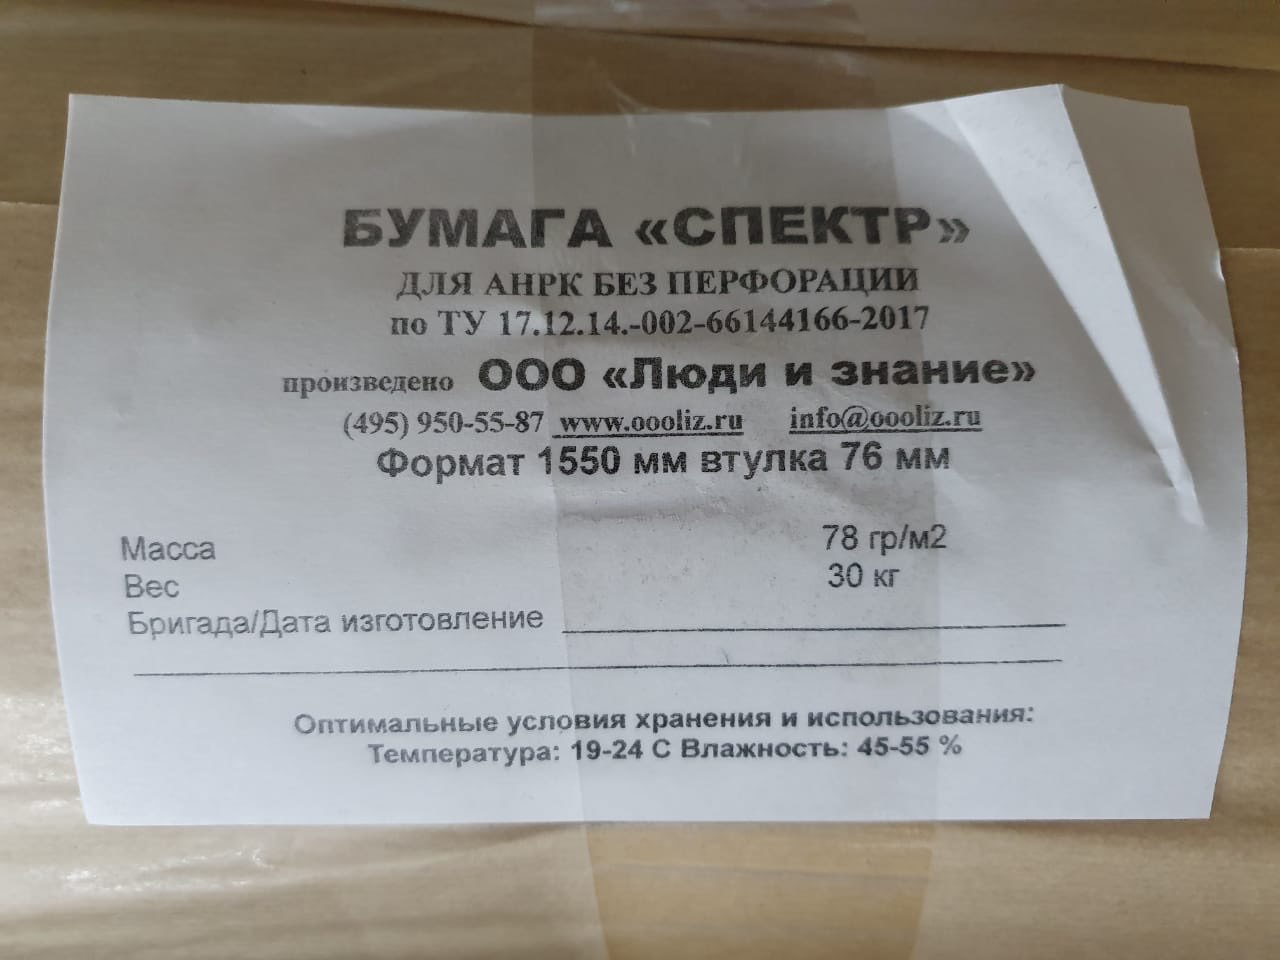 БУМАГА «СПЕКТР»
ДЛЯ АНРК БЕЗ ПЕРФОРАЦИИ
по ТУ 17.12.14.-002-66144166-2017
произведено ООО «Люди и знание»
(495) 950-55-87 www.oooliz.ru info@oooliz.ru
Формат 1550 мм втулка 76 мм
Масса 78 гр/м2
Вес 30 кг
Бригада/Дата изготовление
Оптимальные условия хранения и использования:
Температура: 19-24 С Влажность: 45-55 %